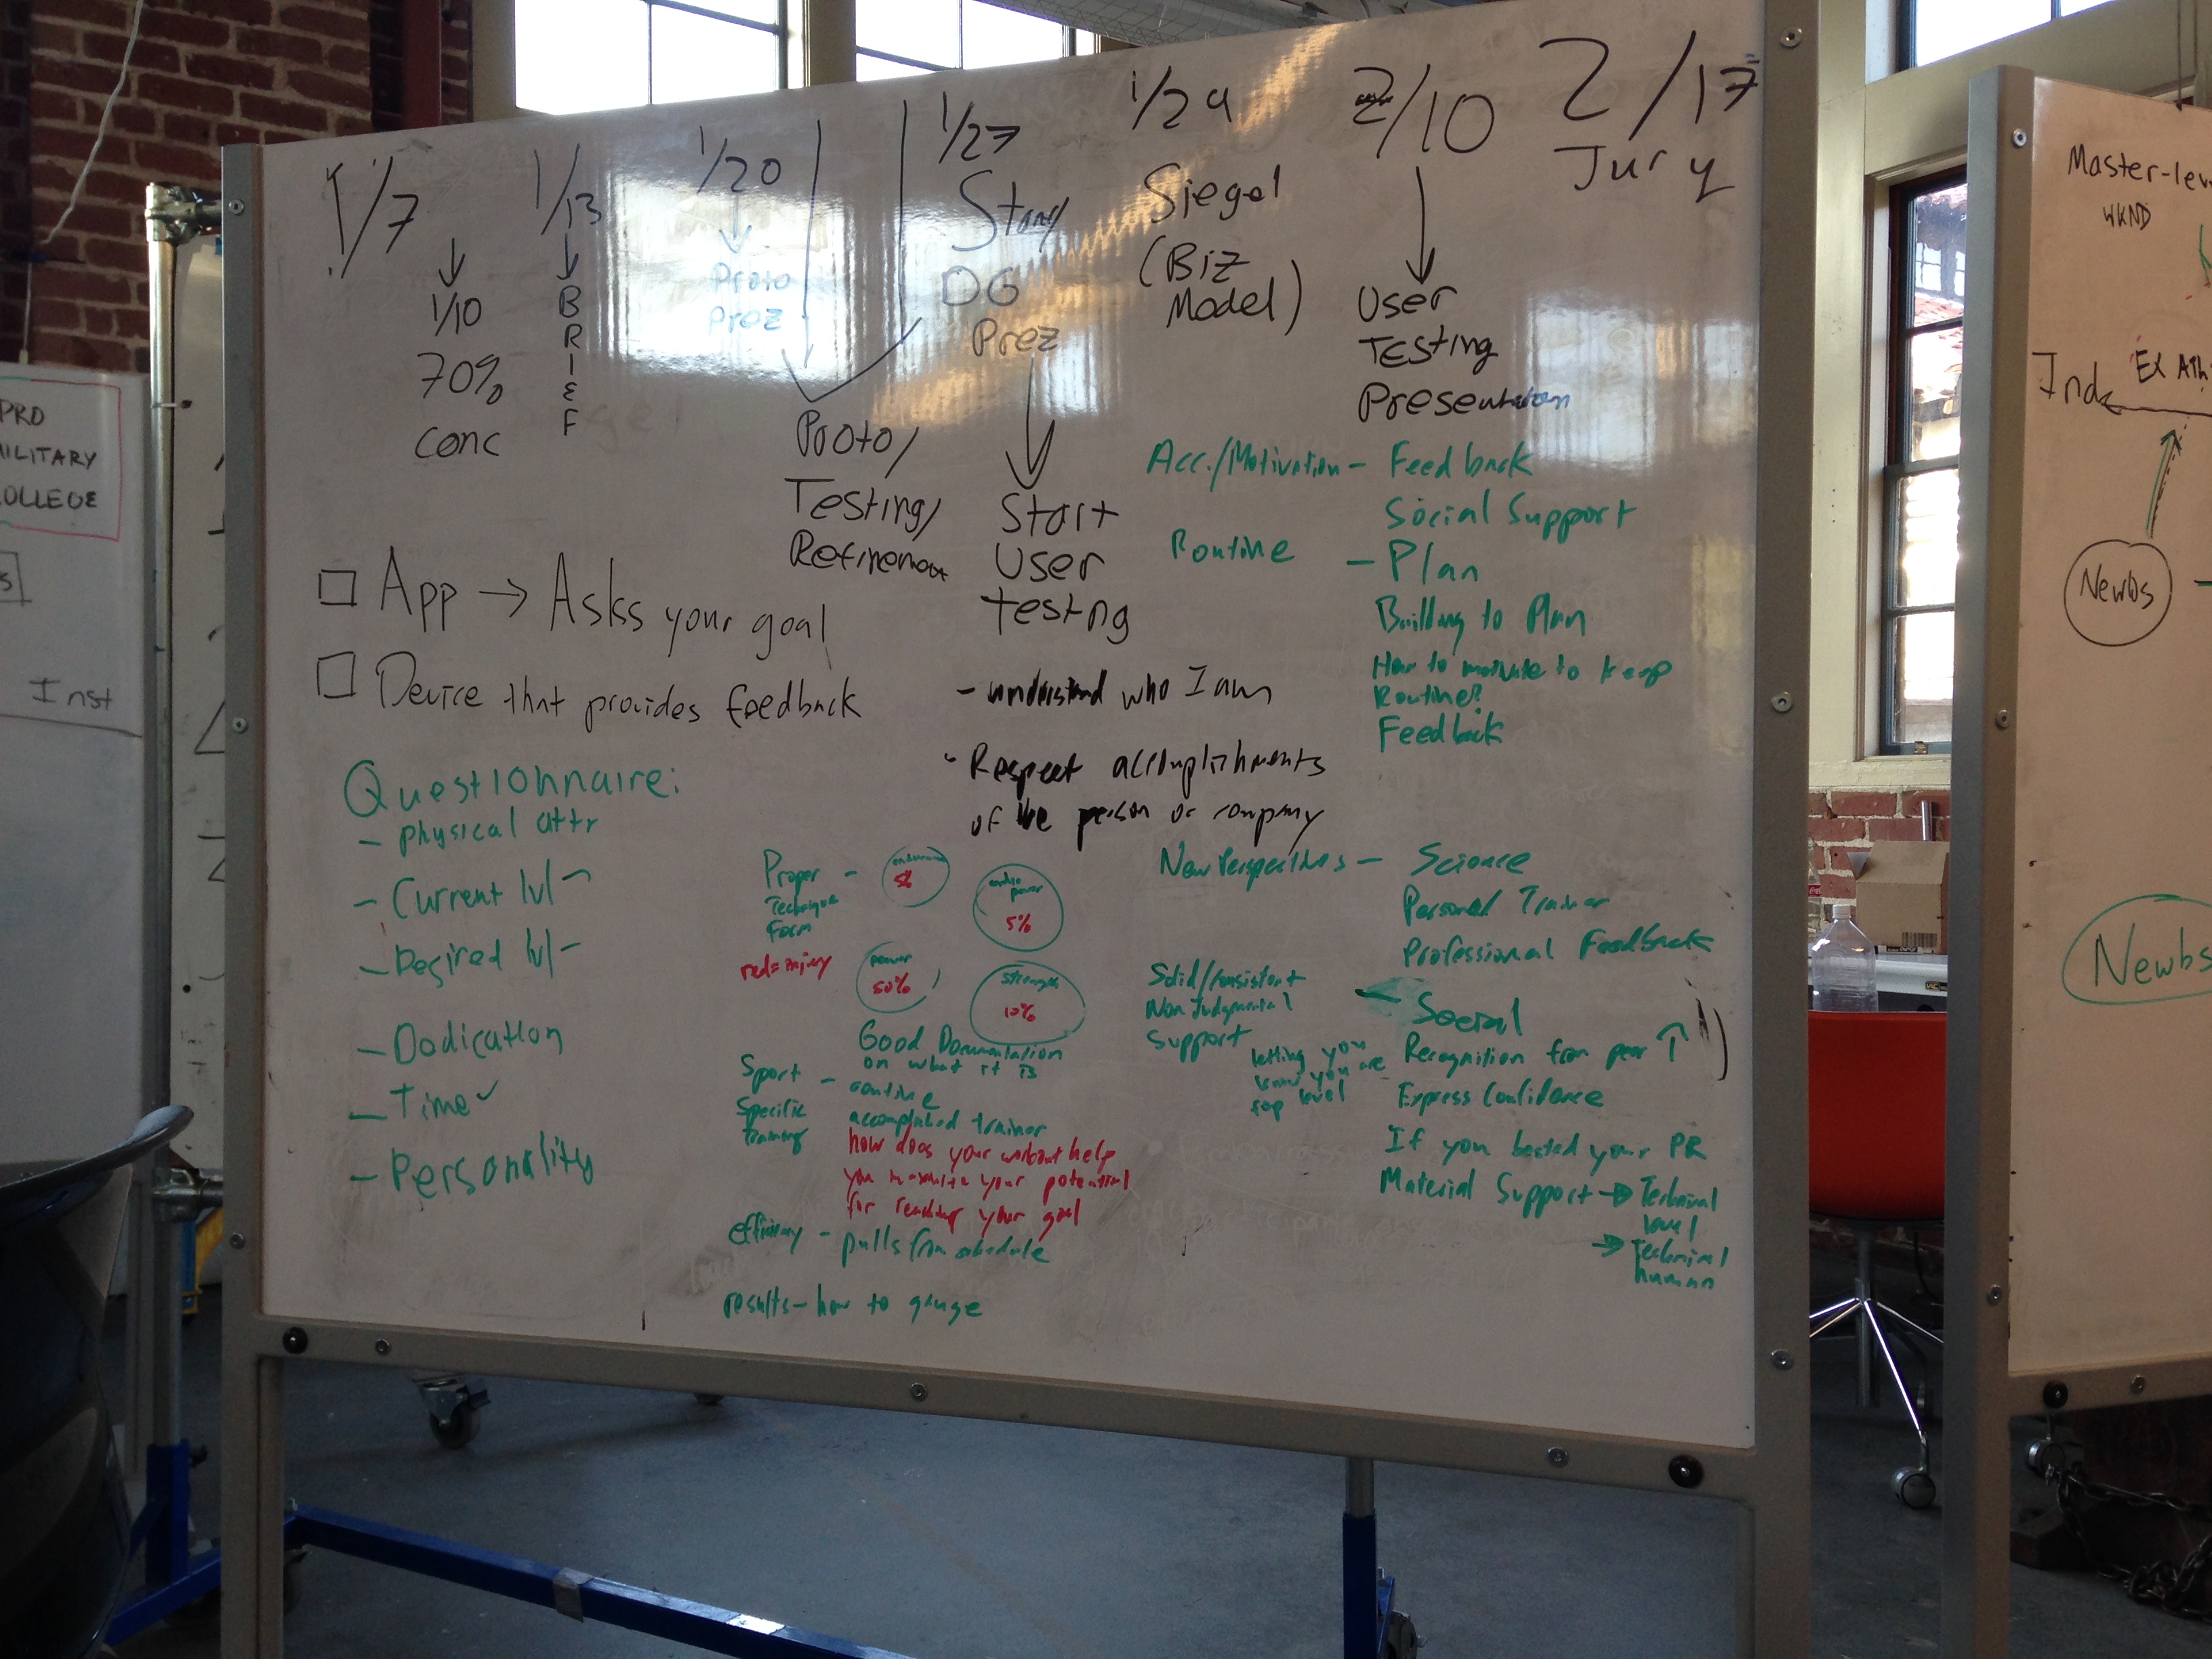 1/7
1/13
1/20
1/27
1/29
2/10
2/17
Jury
1/10
70%
conc
BRIEF
Proto
Prez
Story
DG
Prez
Siegel
(Biz
Model)
User
Testing
Presentation
Proto/
Testing/
Refinement
Start
User
testng
App → Asks your goal
Device that provides feedback
- understand who I am
- Respect accomplishments
of the person or company
Questionnaire:
- physical attr
- Current lvl -
- Desired lvl -
- Dedication
- Time
- Personality
Acc./Motivation - Feedback
Social Support
Routine - Plan
Building to Plan
How to motivate to keep
Routine?
Feedback
Proper -
Technique
Form
red = injury
endurance
5%
cardio
power
5%
power
50%
strength
10%
Good Documentation
on what it is
Sport - routine
Specific
Training
accomplished trainer
how does your workout help
you maximize your potential
for reaching your goal
efficiency - pulls from schedule
results - how to gauge
New Perspectives - Science
Personal Trainer
Professional Feedback
Solid/consistent
Non Judgmental
Support
Social
Recognition from peer ↑
letting you
know you are
top level
Express Confidence
If you bested your PR
Material Support → Technical
level
→ Technical
human
PRO
MILITARY
COLLEGE
Inst
Master-lev
WKND
Ind
Ex Ath
Newbs
Newbs